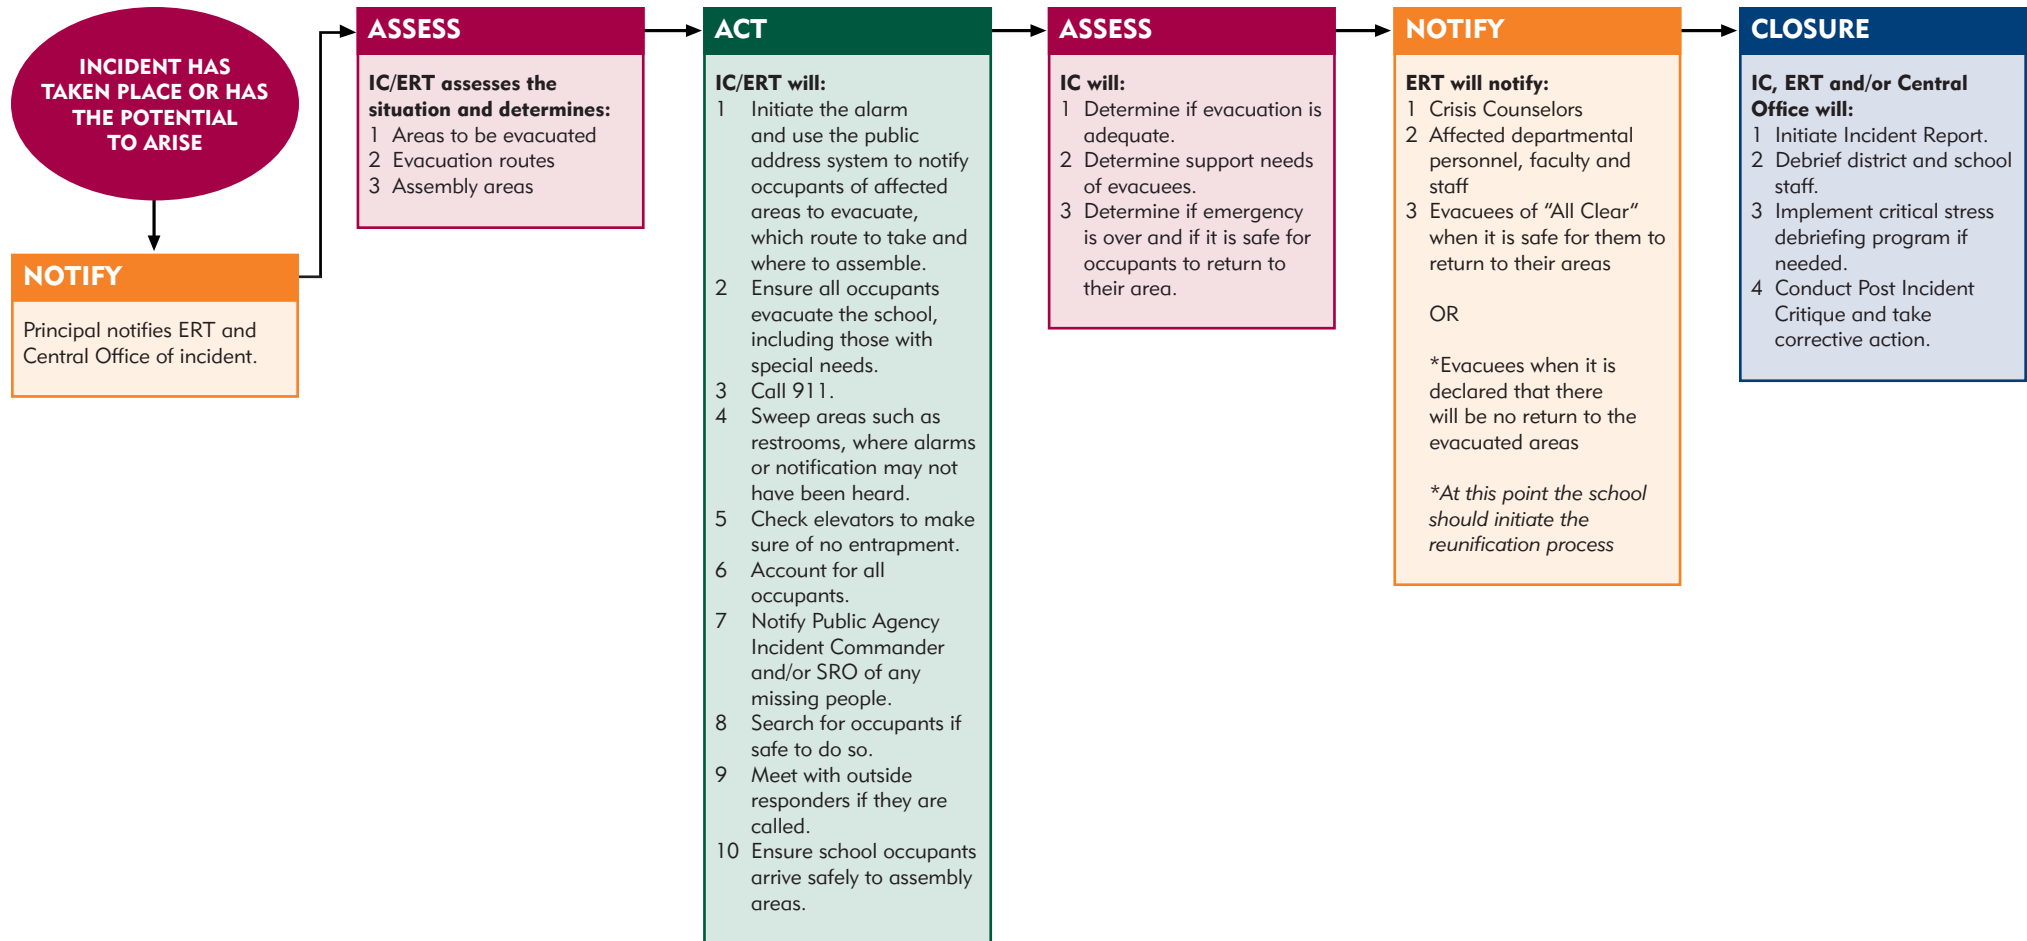 INCIDENT HAS
TAKEN PLACE OR HAS
THE POTENTIAL
TO ARISE
NOTIFY
Principal notifies ERT and
Central Office of incident.
ASSESS
IC/ERT assesses the
situation and determines:
1 Areas to be evacuated
2 Evacuation routes
3 Assembly areas
ACT
IC/ERT will:
1 Initiate the alarm
and use the public
address system to notify
occupants of affected
areas to evacuate,
which route to take and
where to assemble.
2 Ensure all occupants
evacuate the school,
including those with
special needs.
3 Call 911.
4 Sweep areas such as
restrooms, where alarms
or notification may not
have been heard.
5 Check elevators to make
sure of no entrapment.
6 Account for all
occupants.
7 Notify Public Agency
Incident Commander
and/or SRO of any
missing people.
8 Search for occupants if
safe to do so.
9 Meet with outside
responders if they are
called.
10 Ensure school occupants
arrive safely to assembly
areas.
ASSESS
IC will:
1 Determine if evacuation is
adequate.
2 Determine support needs
of evacuees.
3 Determine if emergency
is over and if it is safe for
occupants to return to
their area.
NOTIFY
ERT will notify:
1 Crisis Counselors
2 Affected departmental
personnel, faculty and
staff
3 Evacuees of “All Clear“
when it is safe for them to
return to their areas
OR
*Evacuees when it is
declared that there
will be no return to the
evacuated areas
*At this point the school
should initiate the
reunification process
CLOSURE
IC, ERT and/or Central
Office will:
1 Initiate Incident Report.
2 Debrief district and school
staff.
3 Implement critical stress
debriefing program if
needed.
4 Conduct Post Incident
Critique and take
corrective action.